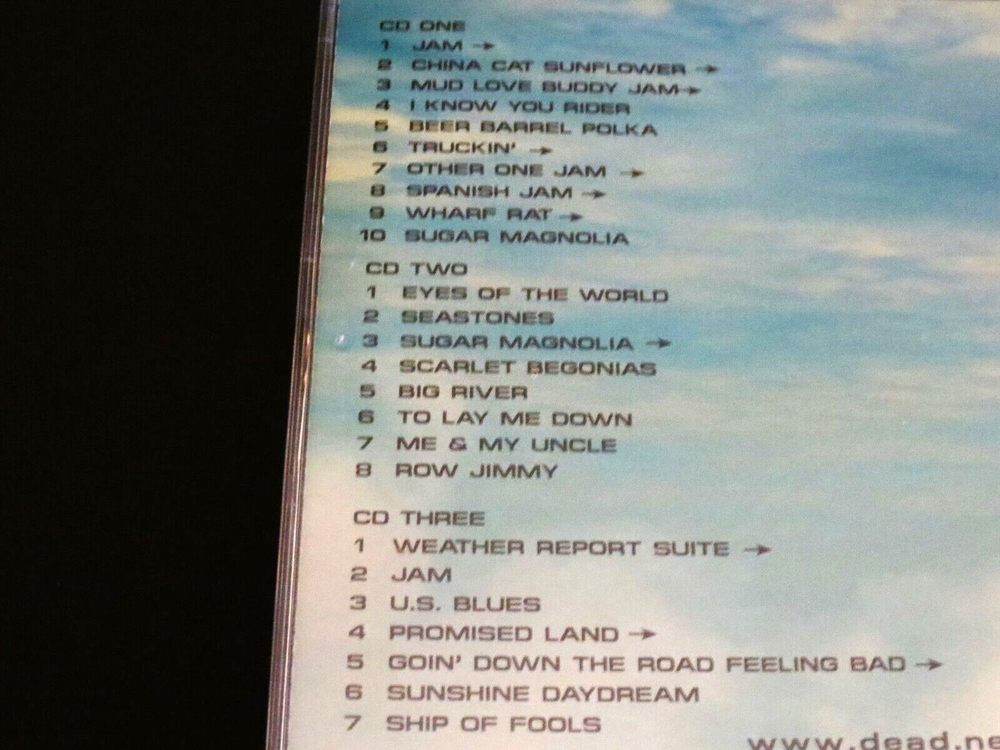 CD ONE
1 JAM →
2 CHINA CAT SUNFLOWER →
3 MUD LOVE BUDDY JAM→
4 I KNOW YOU RIDER
5 BEER BARREL POLKA
6 TRUCKIN' →
7 OTHER ONE JAM →
8 SPANISH JAM →
9 WHARF RAT →
10 SUGAR MAGNOLIA
CD TWO
1 EYES OF THE WORLD
2 SEASTONES
3 SUGAR MAGNOLIA →
4 SCARLET BEGONIAS
5 BIG RIVER
6 TO LAY ME DOWN
7 ME & MY UNCLE
8 ROW JIMMY
CD THREE
1 WEATHER REPORT SUITE →
2 JAM
3 U.S. BLUES
4 PROMISED LAND →
5 GOIN' DOWN THE ROAD FEELING BAD →
6 SUNSHINE DAYDREAM
7 SHIP OF FOOLS
www.dead.ne